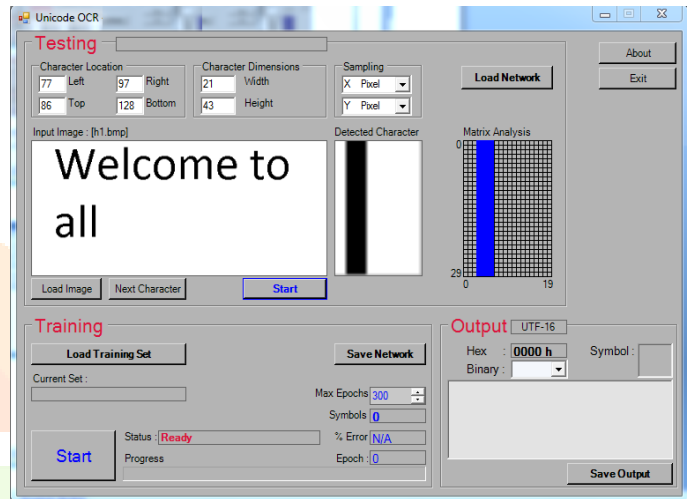 Unicode OCR
Testing
About
Exit
Character Location
77 Left 97 Right
86 Top 128 Bottom
Character Dimensions
21 Width
43 Height
Sampling
X Pixel
Y Pixel
Load Network
Input Image : [h1.bmp]
Welcome to
all
Detected Character
Matrix Analysis
0
29
0 19
Load Image Next Character Start
Training
Load Training Set Save Network
Current Set :
Max Epochs 300
Symbols 0
Start
Status : Ready % Error N/A
Progress Epoch : 0
Output UTF-16
Hex : 0000 h Symbol :
Binary :
Save Output